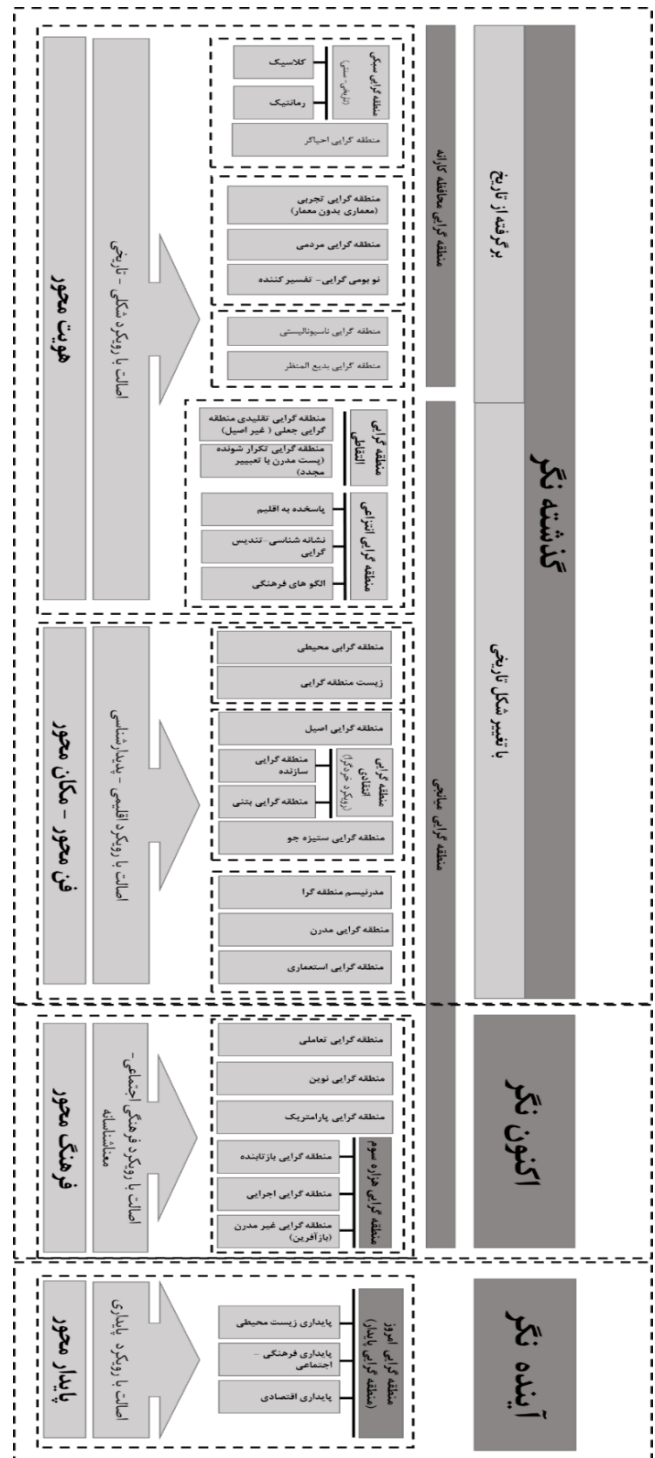 گذشته نگر
برگرفته از تاریخ
با تغییر شکل تاریخی
منطقه گرایی محافظه کارانه
منطقه گرایی میانجی
منطقه گرایی سبکی
(تاریخی- سنتی)
کلاسیک
رمانتیک
منطقه گرایی احیاگر
منطقه گرایی تجربی
(معماری بدون معمار)
منطقه گرایی مردمی
نو بومی گرایی- تفسیر کننده
منطقه گرایی ناسیونالیستی
منطقه گرایی بدیع المنظر
منطقه گرایی
التقاطی
منطقه گرایی تقلیدی منطقه
گرایی جعلی ( غیر اصیل)
منطقه گرایی تکرار شونده
(پست مدرن با تعبییر
مجدد)
منطقه گرایی انتزاعی
پاسخده به اقلیم
نشانه شناسی-تندیس
گرایی
الگو های فرهنگی
اصالت با رویکرد شکلی - تاریخی
هویت محور
منطقه گرایی محیطی
زیست منطقه گرایی
منطقه گرایی اصیل
منطقه گرایی
انتقادی
(رویکرد خردگرا)
منطقه گرایی
سازنده
منطقه گرایی بتنی
منطقه گرایی ستیزه جو
مدرنیسم منطقه گرا
منطقه گرایی مدرن
منطقه گرایی استعماری
اصالت با رویکرد اقلیمی - پدیدارشناسی
فن محور - مکان محور
اکنون نگر
منطقه گرایی تعاملی
منطقه گرایی نوین
منطقه گرایی پارامتریک
منطقه گرایی هزاره سوم
منطقه گرایی بازتابنده
منطقه گرایی اجرایی
منطقه گرایی غیر مدرن
(بازآفرین)
اصالت با رویکرد فرهنگی اجتماعی-
معناشناسانه
فرهنگ محور
آینده نگر
منطقه گرایی امروز
(منطقه گرایی پایدار)
پایداری زیست محیطی
پایداری فرهنگی -
اجتماعی
پایداری اقتصادی
اصالت با رویکرد پایداری
پایدار محور